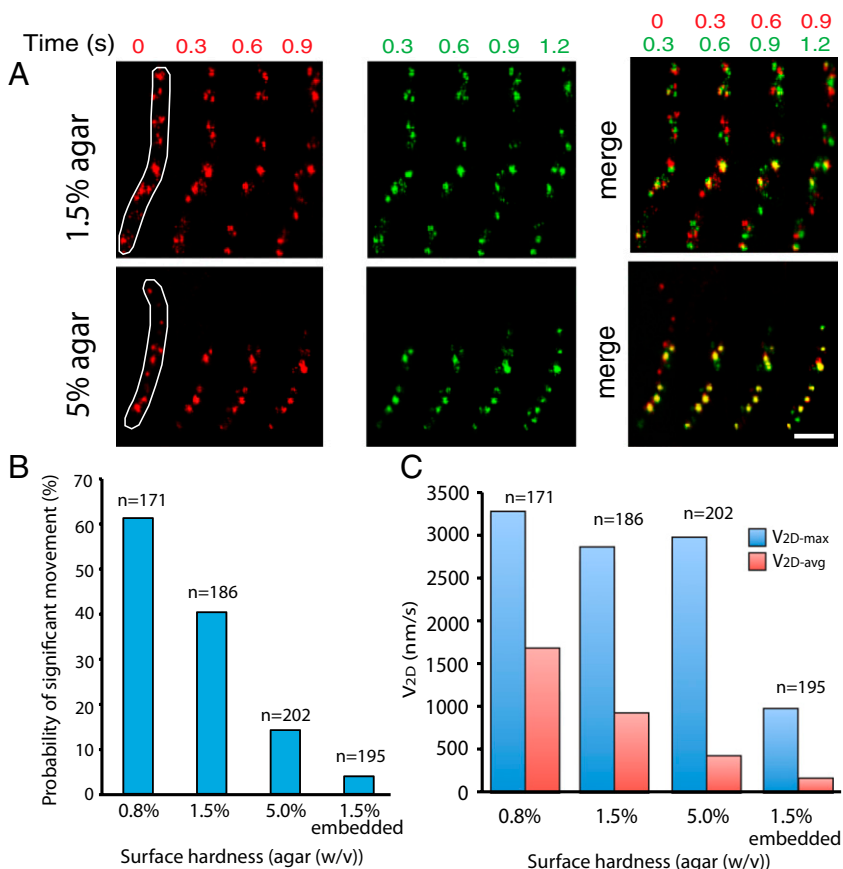 Time (s) 0 0.3 0.6 0.9
0.3 0.6 0.9 1.2
0 0.3 0.6 0.9
0.3 0.6 0.9 1.2
A
1.5% agar
merge
5% agar
merge
B
Probability of significant movement (%)
70
60
50
40
30
20
10
0
n=171
n=186
n=202
n=195
0.8% 1.5% 5.0% 1.5%
embedded
Surface hardness (agar (w/v))
C
V2D (nm/s)
3500
3000
2500
2000
1500
1000
500
0
n=171
n=186
n=202
n=195
V2D-max
V2D-avg
0.8% 1.5% 5.0% 1.5%
embedded
Surface hardness (agar (w/v))